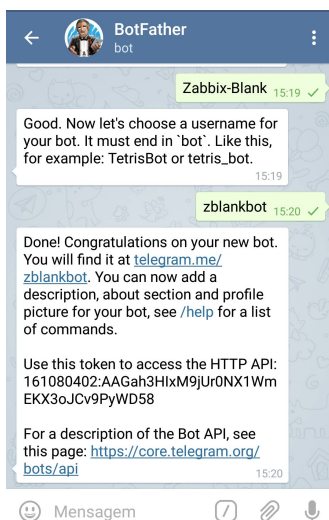 BotFather
bot
Zabbix-Blank 15:19
Good. Now let's choose a username for
your bot. It must end in `bot`. Like this,
for example: TetrisBot or tetris_bot.
15:19
zblankbot 15:20
Done! Congratulations on your new bot.
You will find it at telegram.me/
zblankbot. You can now add a
description, about section and profile
picture for your bot, see /help for a list
of commands.
Use this token to access the HTTP API:
161080402:AAGah3HIxM9jUr0NX1Wm
EKX3oJCv9PyWD58
For a description of the Bot API, see
this page: https://core.telegram.org/
bots/api
15:20
Mensagem